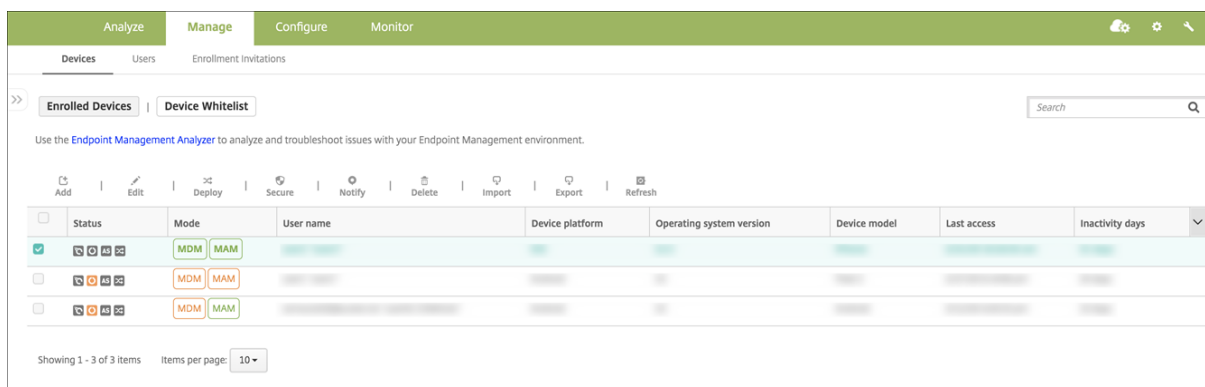 Analyze Manage Configure Monitor
Devices Users Enrollment Invitations
Enrolled Devices | Device Whitelist Search
Use the Endpoint Management Analyzer to analyze and troubleshoot issues with your Endpoint Management environment.
Add | Edit | Deploy | Secure | Notify | Delete | Import | Export | Refresh
Status Mode User name Device platform Operating system version Device model Last access Inactivity days
AS MDM MAM
AS MDM MAM
AS MDM MAM
Showing 1 - 3 of 3 items Items per page: 10